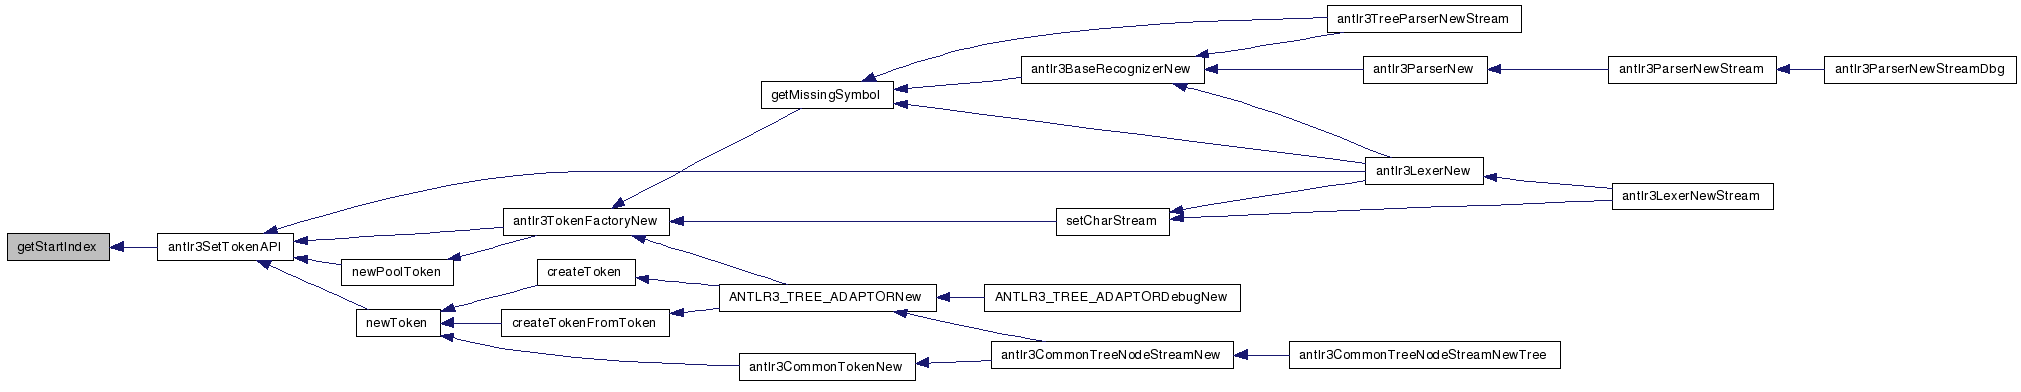 antlr3TreeParserNewStream
antlr3BaseRecognizerNew
antlr3ParserNew
antlr3ParserNewStream
antlr3ParserNewStreamDbg
getMissingSymbol
antlr3LexerNew
antlr3LexerNewStream
antlr3TokenFactoryNew
setCharStream
getStartIndex
antlr3SetTokenAPI
newPoolToken
createToken
ANTLR3_TREE_ADAPTORNew
ANTLR3_TREE_ADAPTORDebugNew
newToken
createTokenFromToken
antlr3CommonTreeNodeStreamNew
antlr3CommonTreeNodeStreamNewTree
antlr3CommonTokenNew